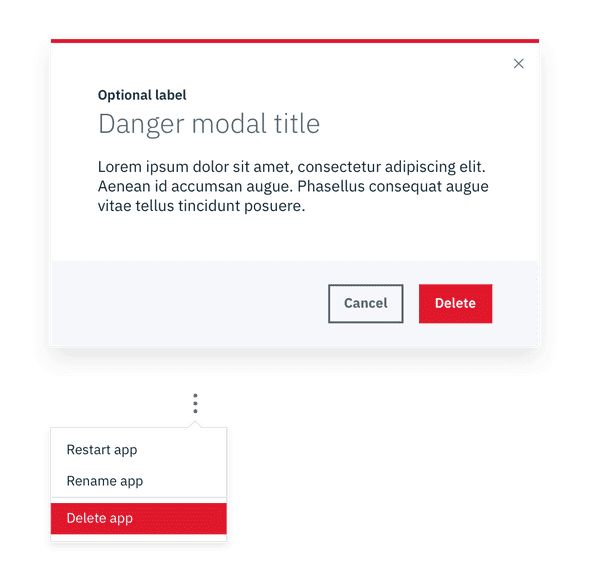 Optional label
Danger modal title
Lorem ipsum dolor sit amet, consectetur adipiscing elit.
Aenean id accumsan augue. Phasellus consequat augue
vitae tellus tincidunt posuere.
Cancel
Delete
Restart app
Rename app
Delete app